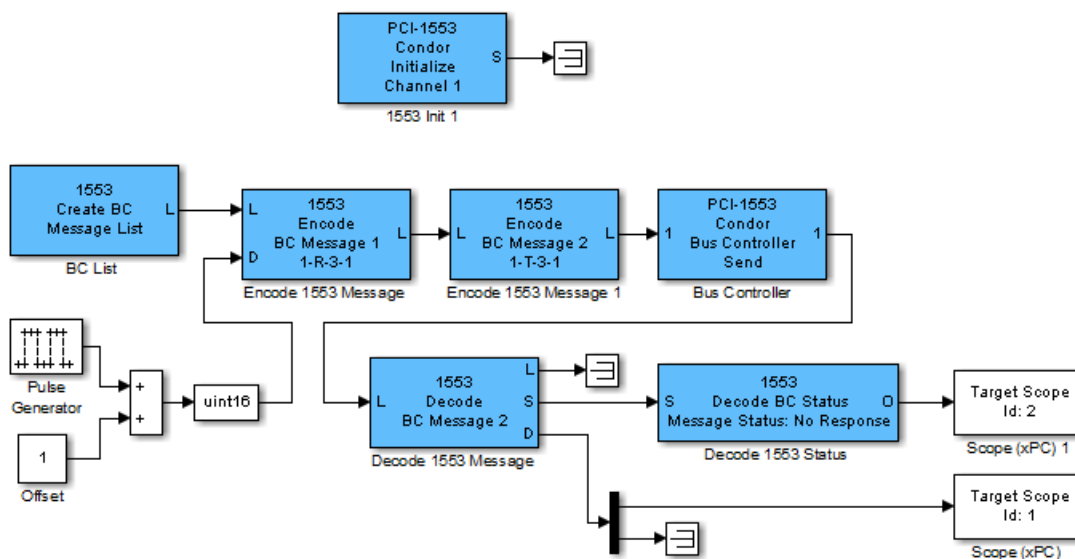 PCI-1553
Condor
Initialize
Channel 1
S
1553 Init 1
1553
Create BC
Message List
L
BC List
L
D
1553
Encode
BC Message 1
1-R-3-1
L
Encode 1553 Message
L
1553
Encode
BC Message 2
1-T-3-1
L
Encode 1553 Message 1
1
PCI-1553
Condor
Bus Controller
Send
1
Bus Controller
Pulse
Generator
+
+
uint16
1
Offset
L
1553
Decode
BC Message 2
L
S
D
Decode 1553 Message
S
1553
Decode BC Status
Message Status: No Response
O
Decode 1553 Status
Target Scope
Id: 2
Scope (xPC) 1
Target Scope
Id: 1
Scope (xPC)